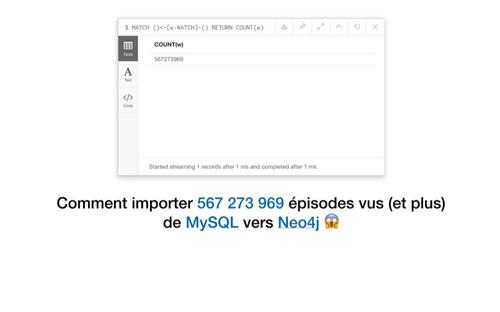 $ MATCH ()<-[w:WATCH]-() RETURN COUNT(w)
Table
COUNT(w)
567273969
A
Text
</>
Code
Started streaming 1 records after 1 ms and completed after 1 ms.
Comment importer 567 273 969 épisodes vus (et plus)
de MySQL vers Neo4j 😱